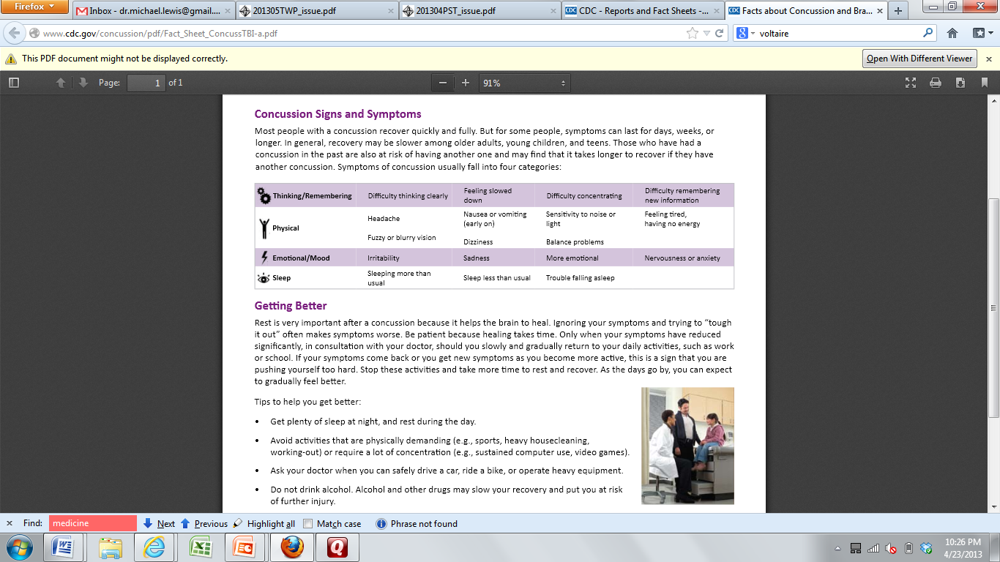 Firefox
Inbox - dr.michael.lewis@gmail....
201305TWP_issue.pdf
201304PST_issue.pdf
CDC CDC - Reports and Fact Sheets -...
CDC Facts about Concussion and Bra...
www.cdc.gov/concussion/pdf/Fact_Sheet_ConcussTBI-a.pdf
8 voltaire
This PDF document might not be displayed correctly.
Open With Different Viewer
Page: 1 of 1
91%
Concussion Signs and Symptoms
Most people with a concussion recover quickly and fully. But for some people, symptoms can last for days, weeks, or
longer. In general, recovery may be slower among older adults, young children, and teens. Those who have had a
concussion in the past are also at risk of having another one and may find that it takes longer to recover if they have
another concussion. Symptoms of concussion usually fall into four categories:
Thinking/Remembering
Difficulty thinking clearly
Feeling slowed
down
Difficulty concentrating
Difficulty remembering
new information
Physical
Headache
Fuzzy or blurry vision
Nausea or vomiting
(early on)
Dizziness
Sensitivity to noise or
light
Balance problems
Feeling tired,
having no energy
Emotional/Mood
Irritability
Sadness
More emotional
Nervousness or anxiety
Sleep
Sleeping more than
usual
Sleep less than usual
Trouble falling asleep
Getting Better
Rest is very important after a concussion because it helps the brain to heal. Ignoring your symptoms and trying to “tough
it out” often makes symptoms worse. Be patient because healing takes time. Only when your symptoms have reduced
significantly, in consultation with your doctor, should you slowly and gradually return to your daily activities, such as work
or school. If your symptoms come back or you get new symptoms as you become more active, this is a sign that you are
pushing yourself too hard. Stop these activities and take more time to rest and recover. As the days go by, you can expect
to gradually feel better.
Tips to help you get better:
• Get plenty of sleep at night, and rest during the day.
• Avoid activities that are physically demanding (e.g., sports, heavy housecleaning,
working-out) or require a lot of concentration (e.g., sustained computer use, video games).
• Ask your doctor when you can safely drive a car, ride a bike, or operate heavy equipment.
• Do not drink alcohol. Alcohol and other drugs may slow your recovery and put you at risk
of further injury.
Find: medicine Next Previous Highlight all Match case Phrase not found
10:26 PM
4/23/2013